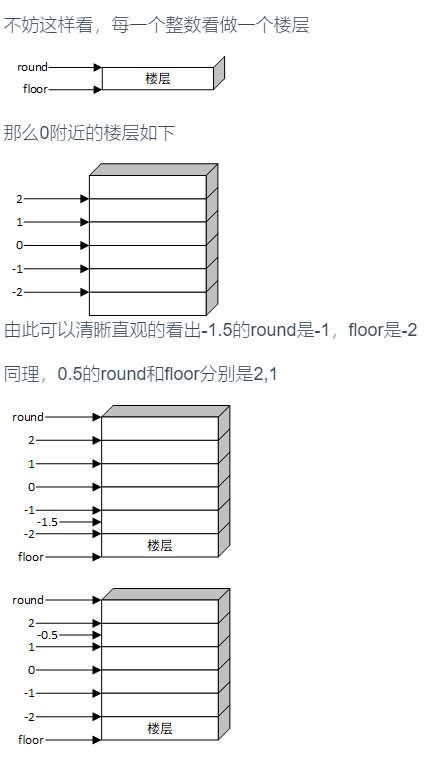 不妨这样看，每一个整数看做一个楼层
round
楼层
floor
那么0附近的楼层如下
2
1
0
-1
-2
由此可以清晰直观的看出-1.5的round是-1，floor是-2
同理，0.5的round和floor分别是2,1
round
2
1
0
-1
-1.5
-2
楼层
floor
round
2
-0.5
1
0
-1
-2
楼层
floor